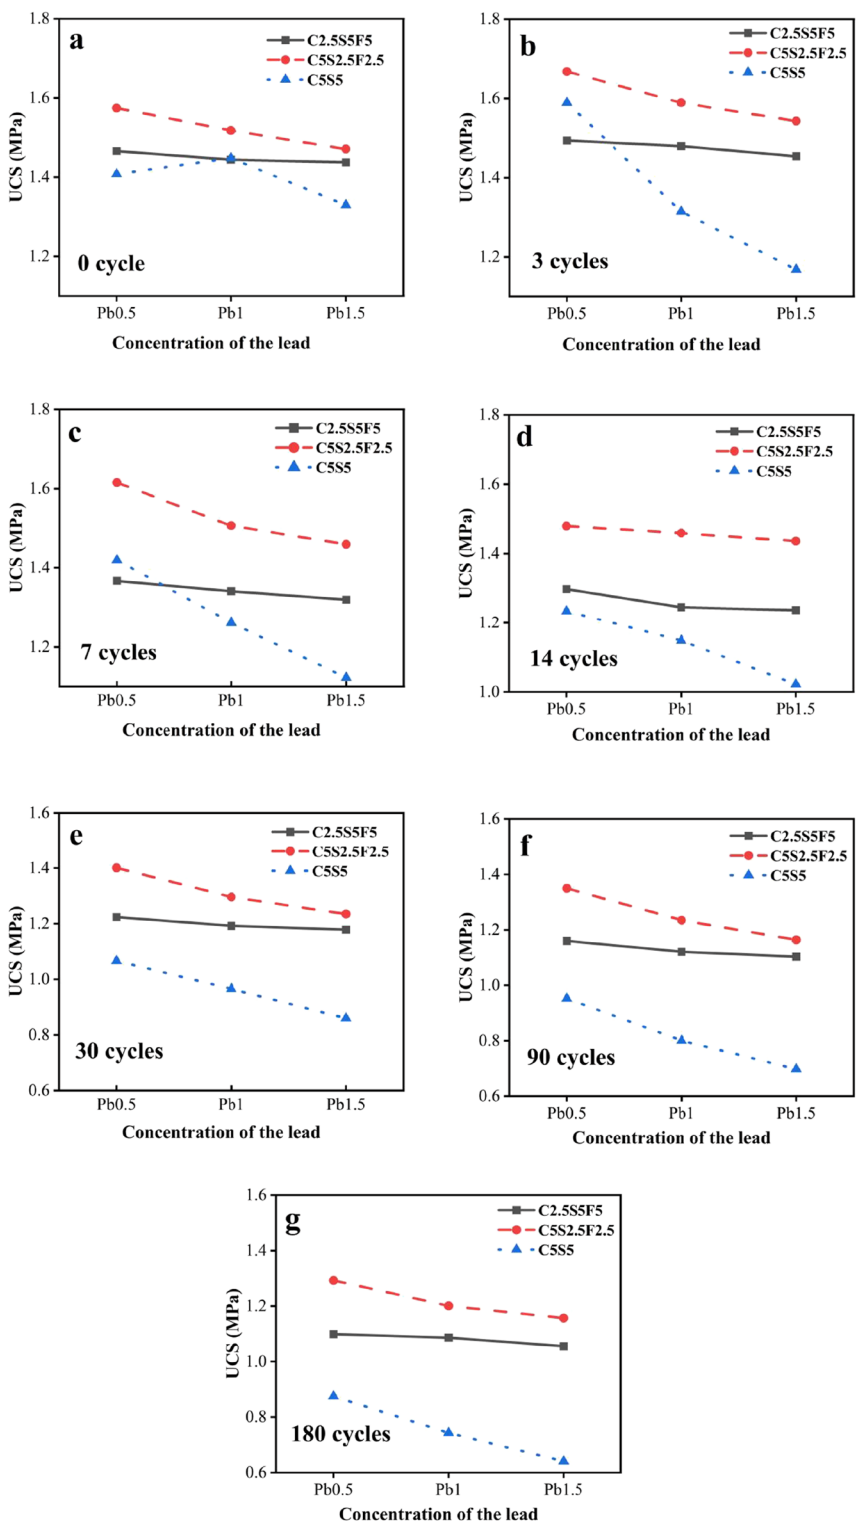 a
C2.5S5F5
C5S2.5F2.5
C5S5
1.8
1.6
1.4
1.2
UCS (MPa)
0 cycle
Pb0.5 Pb1 Pb1.5
Concentration of the lead
b
C2.5S5F5
C5S2.5F2.5
C5S5
1.8
1.6
1.4
1.2
UCS (MPa)
3 cycles
Pb0.5 Pb1 Pb1.5
Concentration of the lead
c
C2.5S5F5
C5S2.5F2.5
C5S5
1.8
1.6
1.4
1.2
UCS (MPa)
7 cycles
Pb0.5 Pb1 Pb1.5
Concentration of the lead
d
C2.5S5F5
C5S2.5F2.5
C5S5
1.8
1.6
1.4
1.2
1.0
UCS (MPa)
14 cycles
Pb0.5 Pb1 Pb1.5
Concentration of the lead
e
C2.5S5F5
C5S2.5F2.5
C5S5
1.6
1.4
1.2
1.0
0.8
0.6
UCS (MPa)
30 cycles
Pb0.5 Pb1 Pb1.5
Concentration of the lead
f
C2.5S5F5
C5S2.5F2.5
C5S5
1.6
1.4
1.2
1.0
0.8
0.6
UCS (MPa)
90 cycles
Pb0.5 Pb1 Pb1.5
Concentration of the lead
g
C2.5S5F5
C5S2.5F2.5
C5S5
1.6
1.4
1.2
1.0
0.8
0.6
UCS (MPa)
180 cycles
Pb0.5 Pb1 Pb1.5
Concentration of the lead